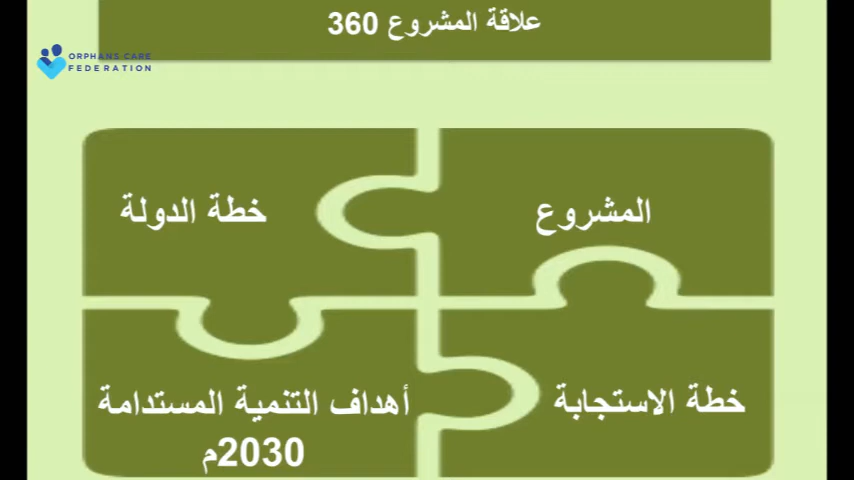 علاقة المشروع 360
ORPHANS CARE
FEDERATION
المشروع
خطة الدولة
خطة الاستجابة
أهداف التنمية المستدامة
2030م